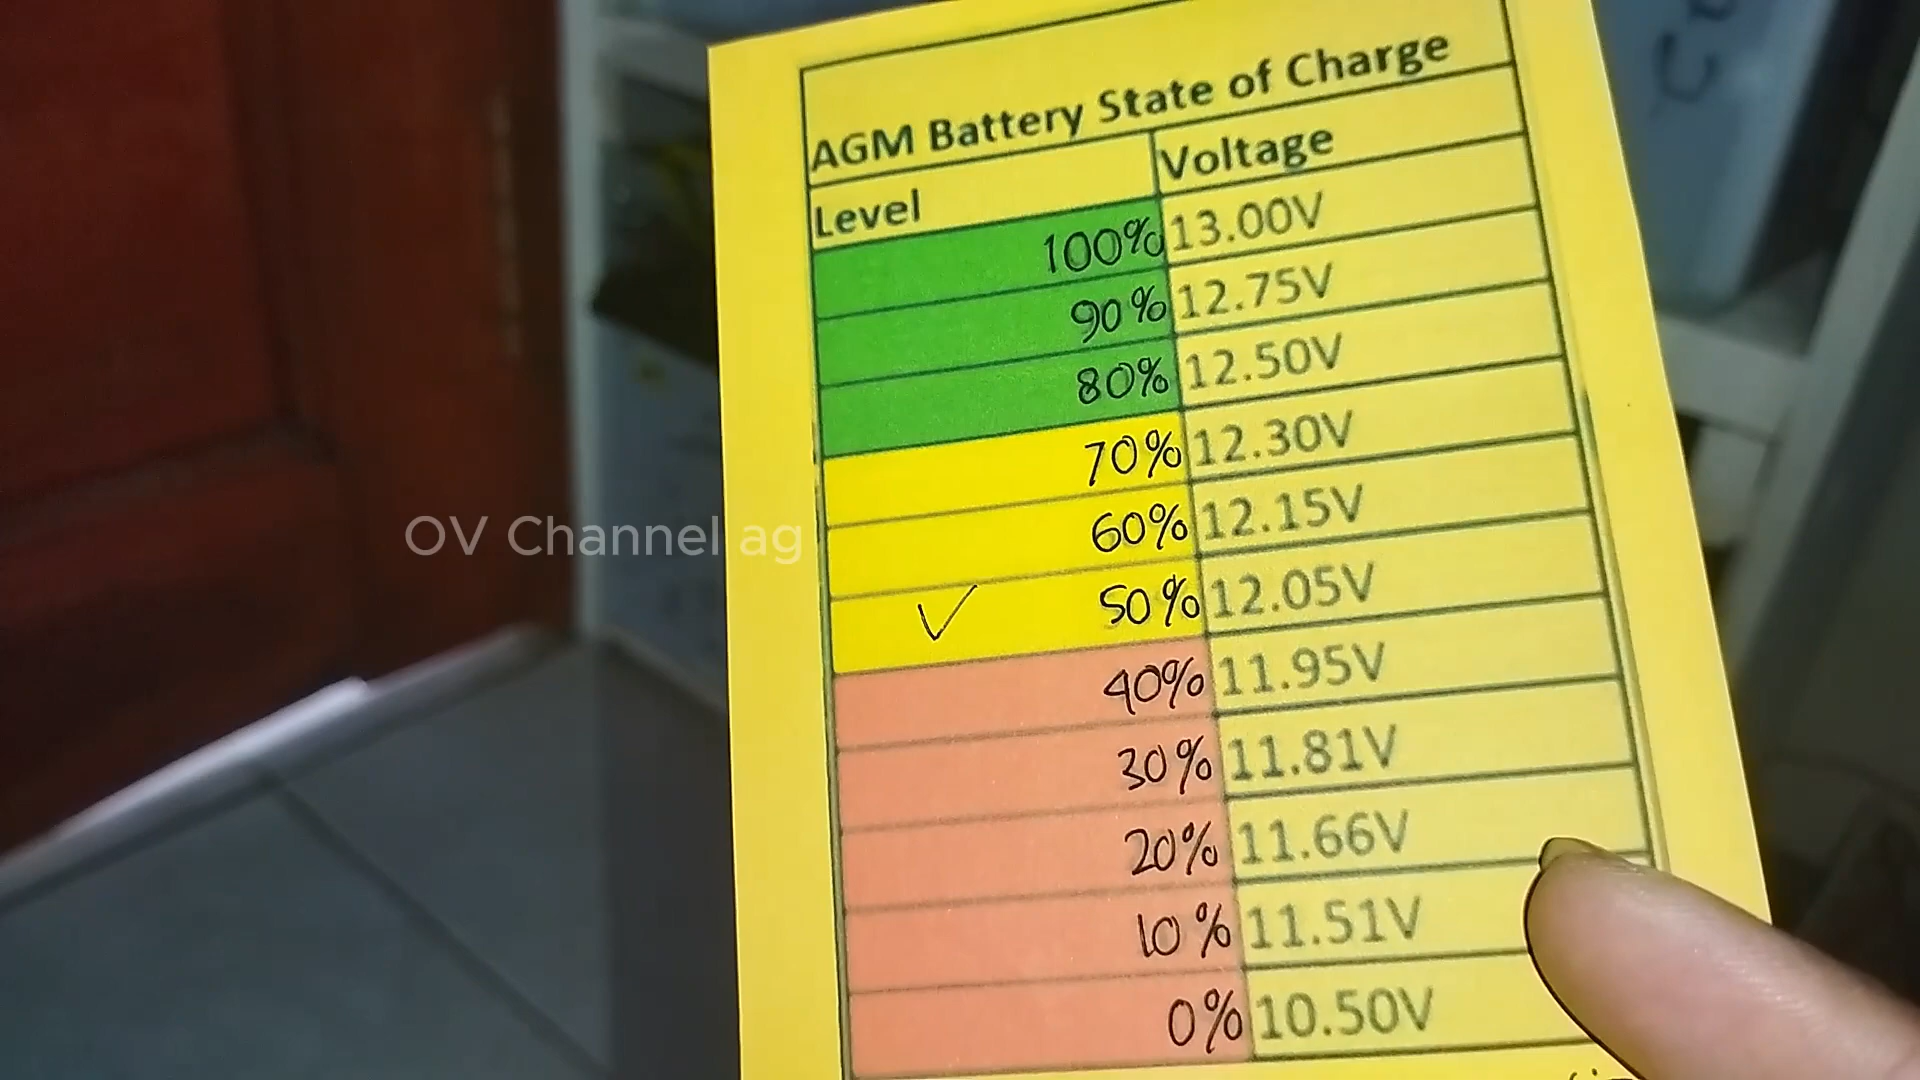 AGM Battery State of Charge
Level Voltage
100% 13.00V
90% 12.75V
80% 12.50V
70% 12.30V
60% 12.15V
✓ 50% 12.05V
40% 11.95V
30% 11.81V
20% 11.66V
10% 11.51V
0% 10.50V
OV Channel ag